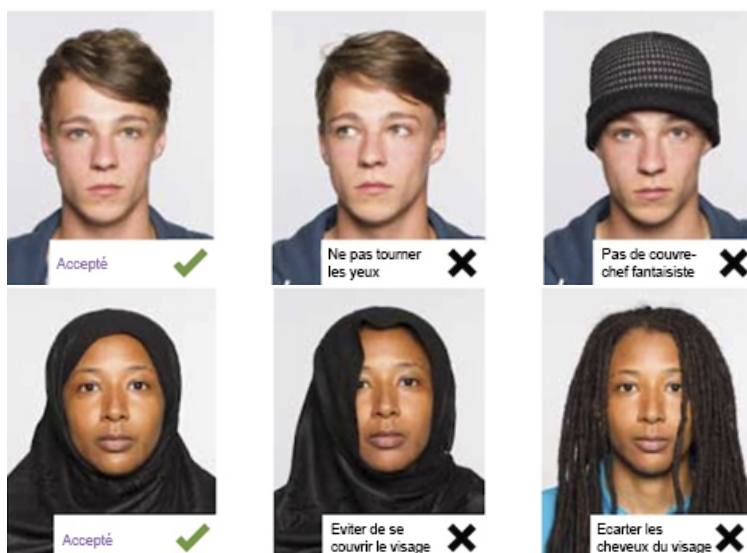 Accepté
Ne pas tourner
les yeux
Pas de couvre-
chef fantaisiste
Accepté
Eviter de se
couvrir le visage
Ecarter les
cheveux du visage